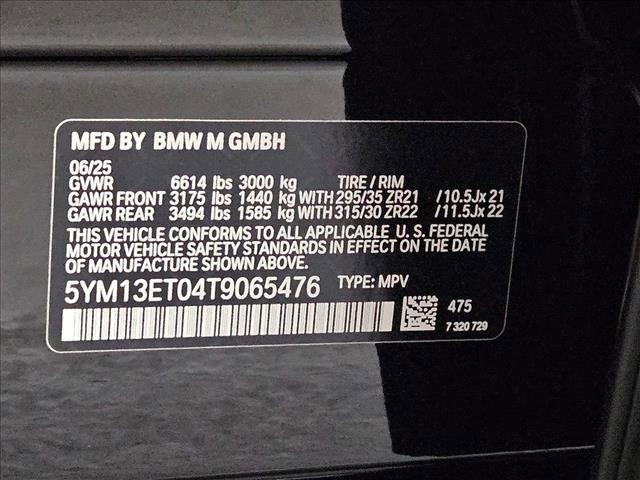 MFD BY BMW M GMBH
06/25
GVWR 6614 lbs 3000 kg TIRE / RIM
GAWR FRONT 3175 lbs 1440 kg WITH 295/35 ZR21 /10.5Jx 21
GAWR REAR 3494 lbs 1585 kg WITH 315/30 ZR22 /11.5Jx 22
THIS VEHICLE CONFORMS TO ALL APPLICABLE U.S. FEDERAL
MOTOR VEHICLE SAFETY STANDARDS IN EFFECT ON THE DATE
OF MANUFACTURE SHOWN ABOVE.
5YM13ET04T9065476 TYPE: MPV
475
7 320 729